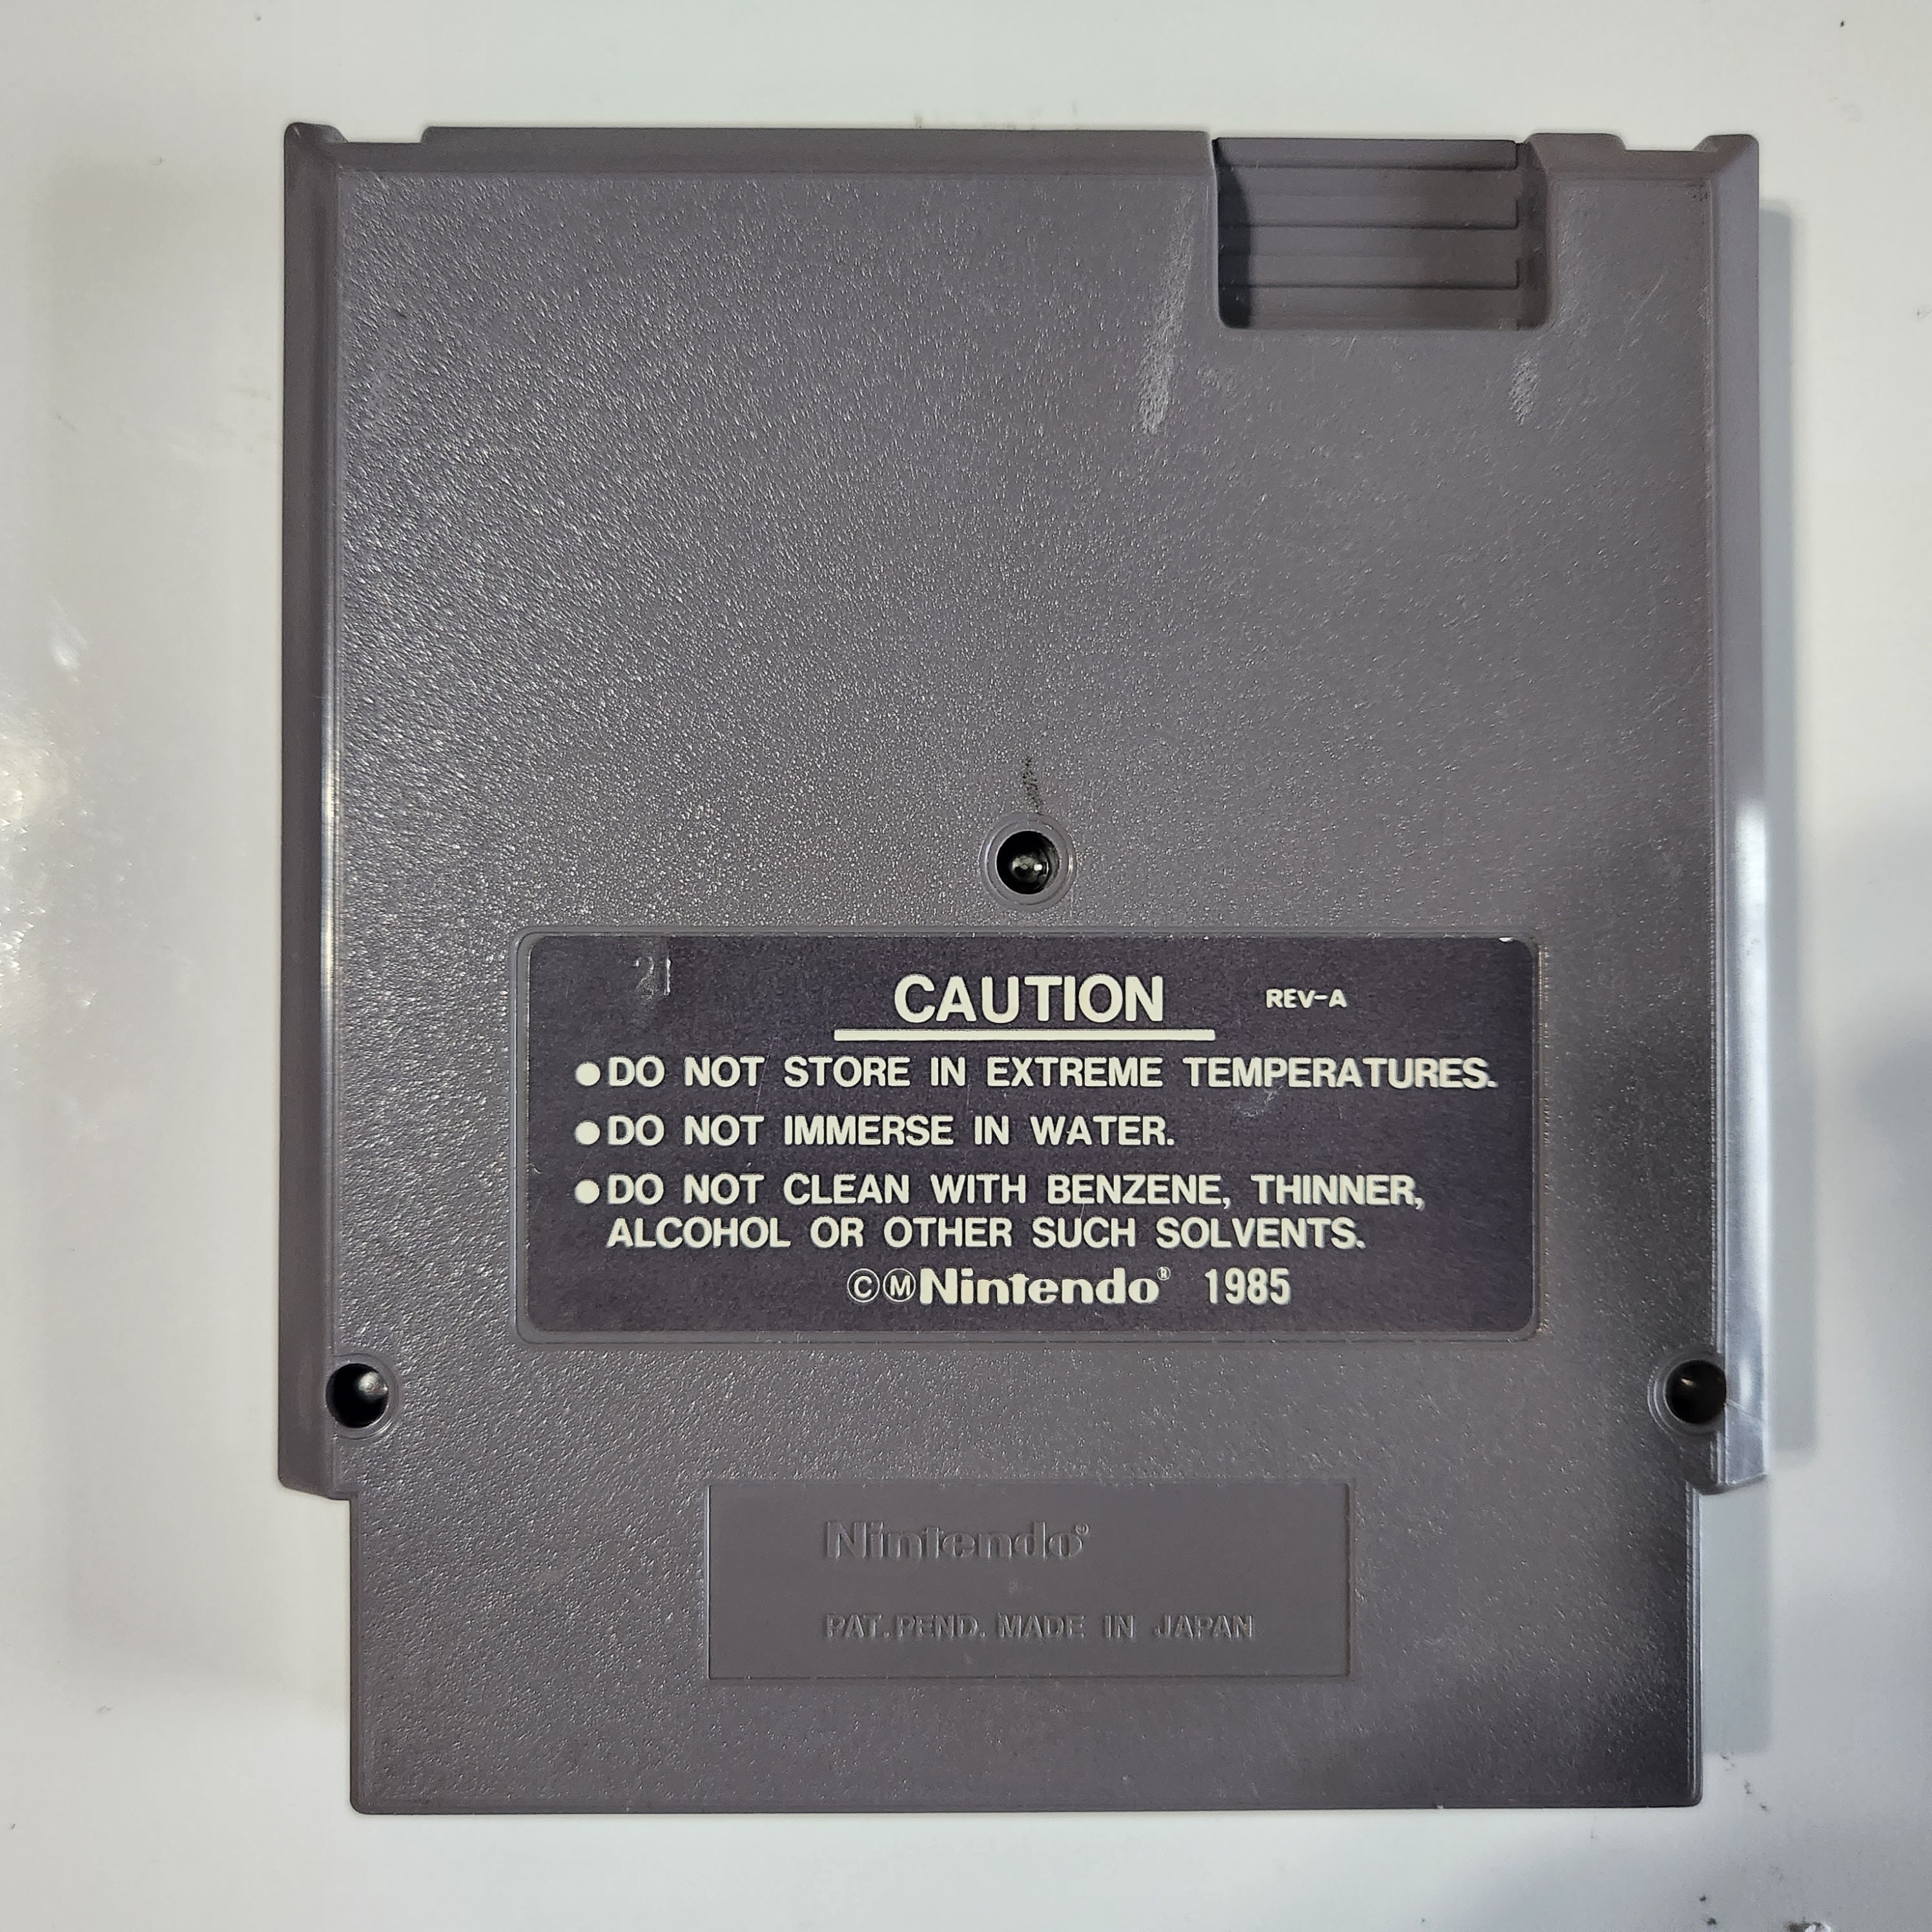 21
CAUTION REV-A
●DO NOT STORE IN EXTREME TEMPERATURES.
●DO NOT IMMERSE IN WATER.
●DO NOT CLEAN WITH BENZENE, THINNER,
ALCOHOL OR OTHER SUCH SOLVENTS.
©ⓂNintendo® 1985
Nintendo®
PAT. PEND. MADE IN JAPAN